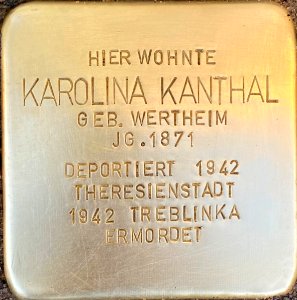 HIER WOHNTE
KAROLINA KANTHAL
GEB. WERTHEIM
JG. 1871
DEPORTIERT 1942
THERESIENSTADT
1942 TREBLINKA
ERMORDET